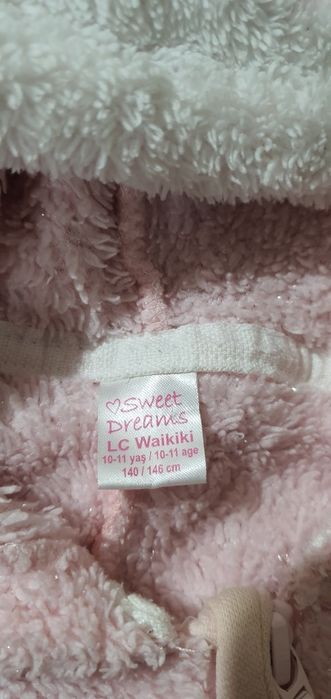 ♡Sweet
Dreams
LC Waikiki
10-11 yaş / 10-11 age
140 / 146 cm